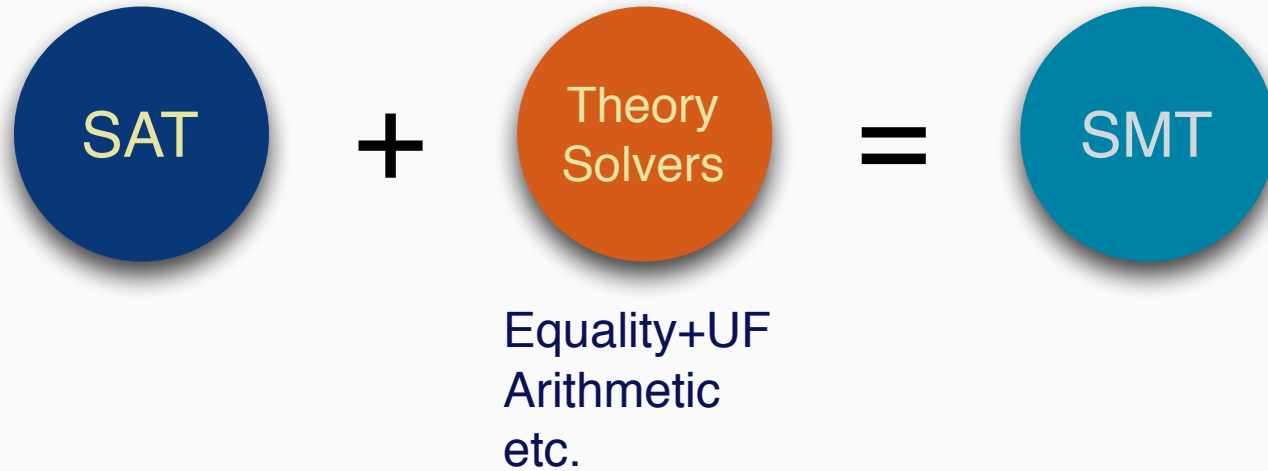 SAT
+
Theory
Solvers
=
SMT
Equality+UF
Arithmetic
etc.